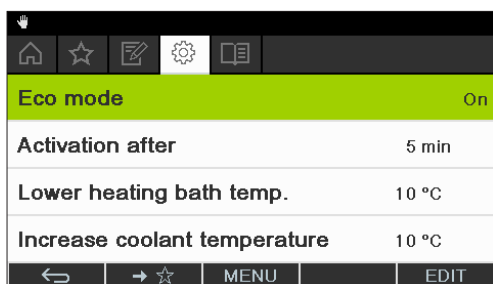 Eco mode On
Activation after 5 min
Lower heating bath temp. 10 °C
Increase coolant temperature 10 °C
MENU EDIT